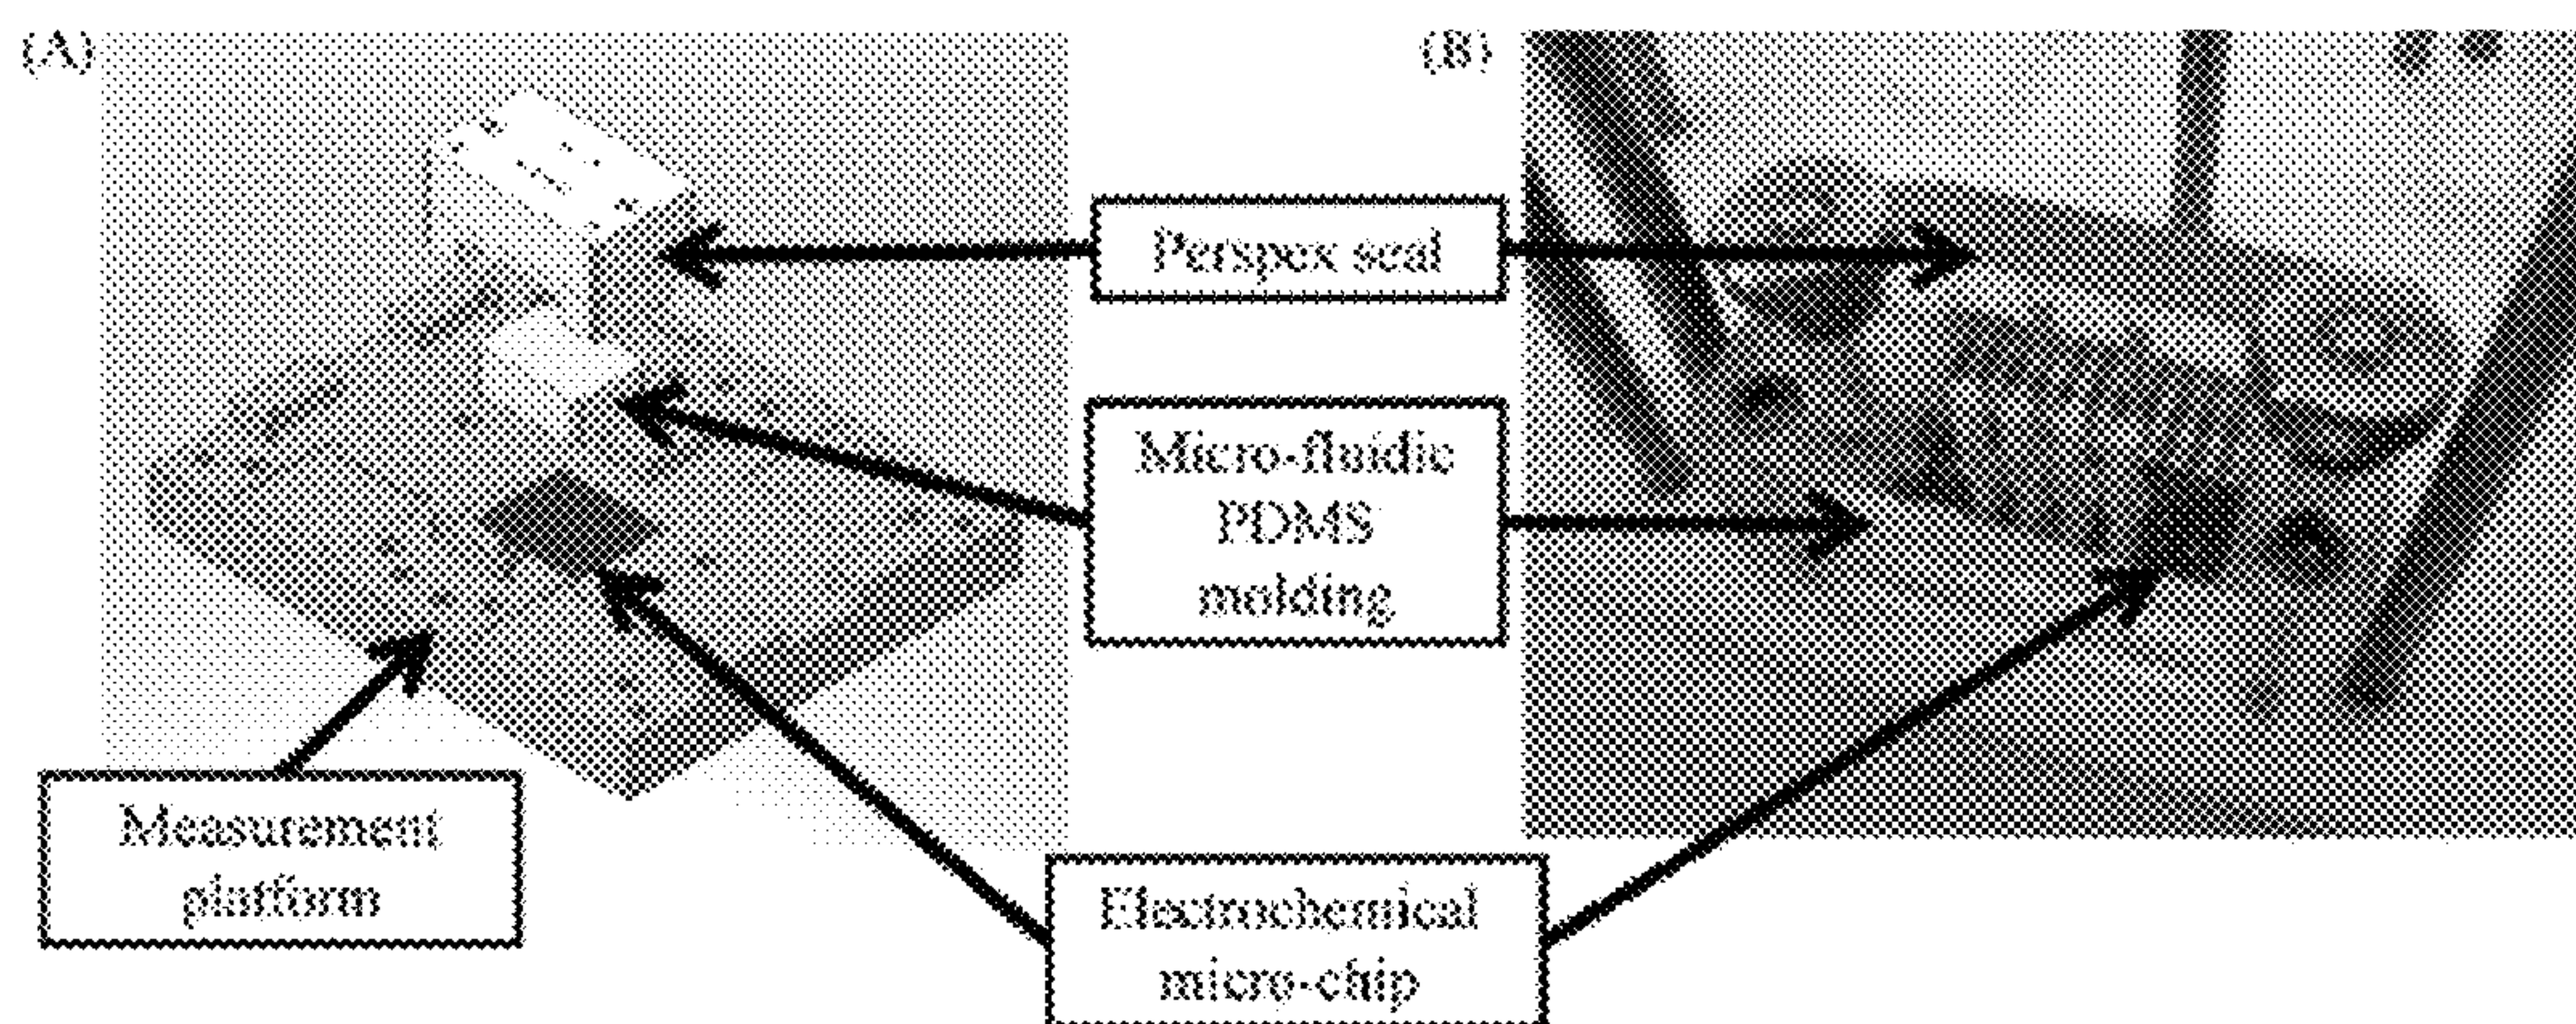 (A)
(B)
Perspex seal
Micro-fluidic
PDMS
molding
Measurement
platform
Electrochemical
micro-chip